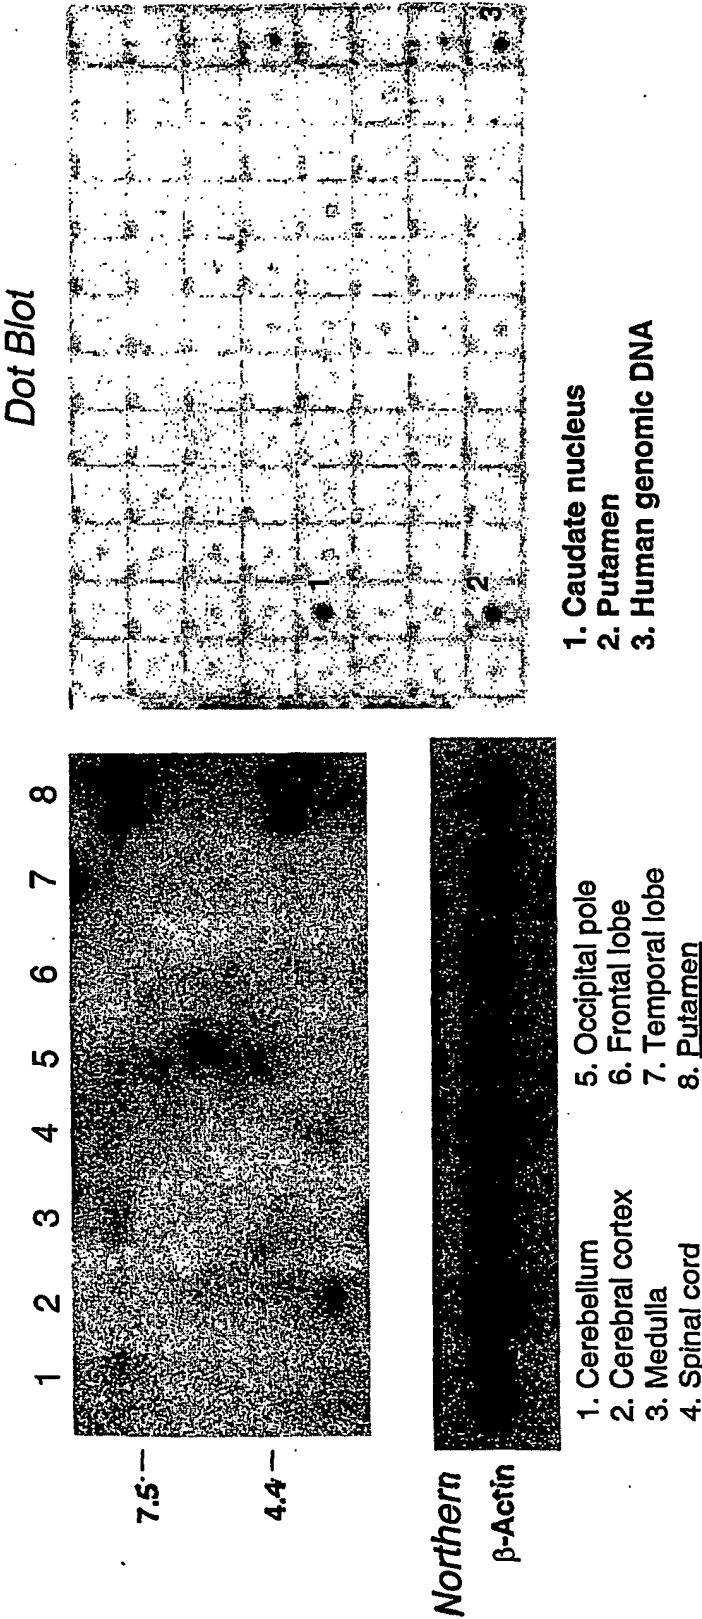 1 2 3 4 5 6 7 8
7.5
4.4
Northern
β-Actin
1. Cerebellum
2. Cerebral cortex
3. Medulla
4. Spinal cord
5. Occipital pole
6. Frontal lobe
7. Temporal lobe
8. Putamen
Dot Blot
1
2
3
1. Caudate nucleus
2. Putamen
3. Human genomic DNA